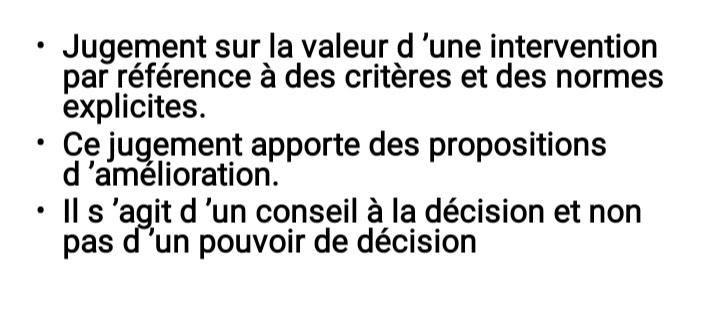 • Jugement sur la valeur d ’une intervention
par référence à des critères et des normes
explicites.
• Ce jugement apporte des propositions
d ’amélioration.
• Il s ’agit d ’un conseil à la décision et non
pas d ’un pouvoir de décision